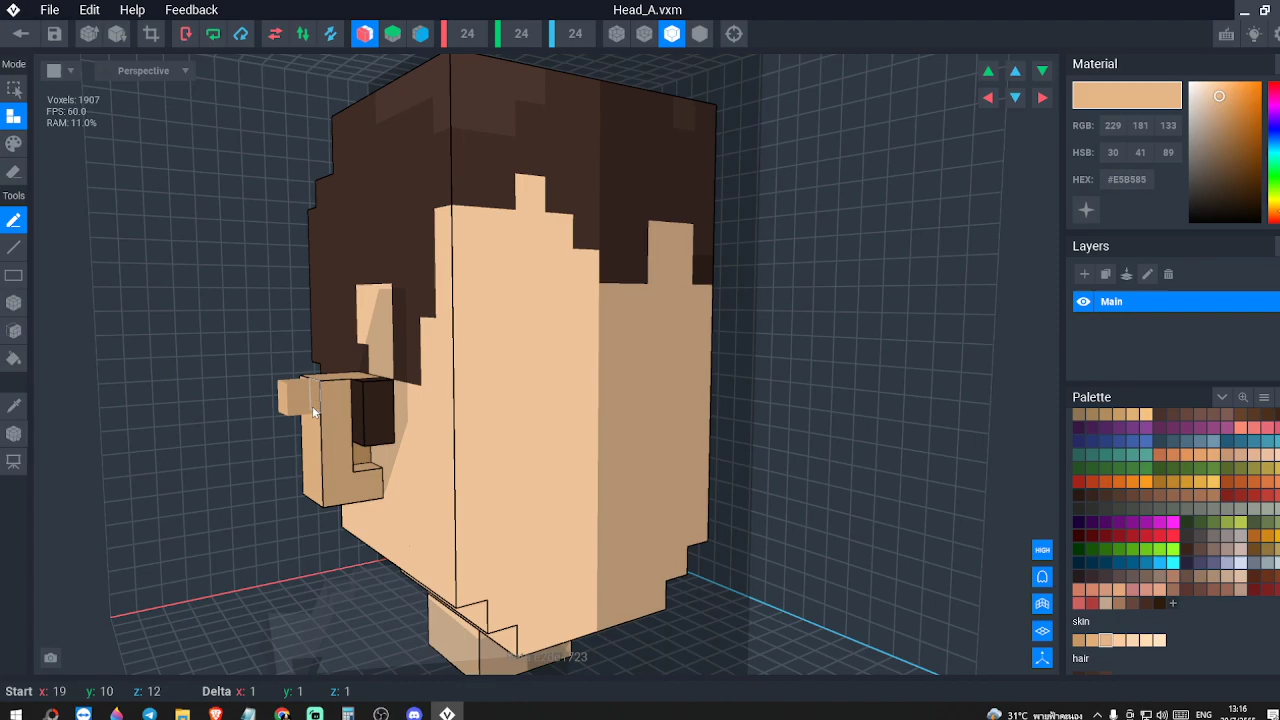 File Edit Help Feedback
Head_A.vxm
24 24 24
Mode
Perspective
Voxels: 1907
FPS: 60.0
RAM: 11.0%
Tools
Material
RGB: 229 181 133
HSB: 30 41 89
HEX: #E5B585
Layers
Main
Palette
HIGH
skin
hair
Start x: 19 y: 10 z: 12 Delta x: 1 y: 1 z: 1
31°C
ENG
13:16